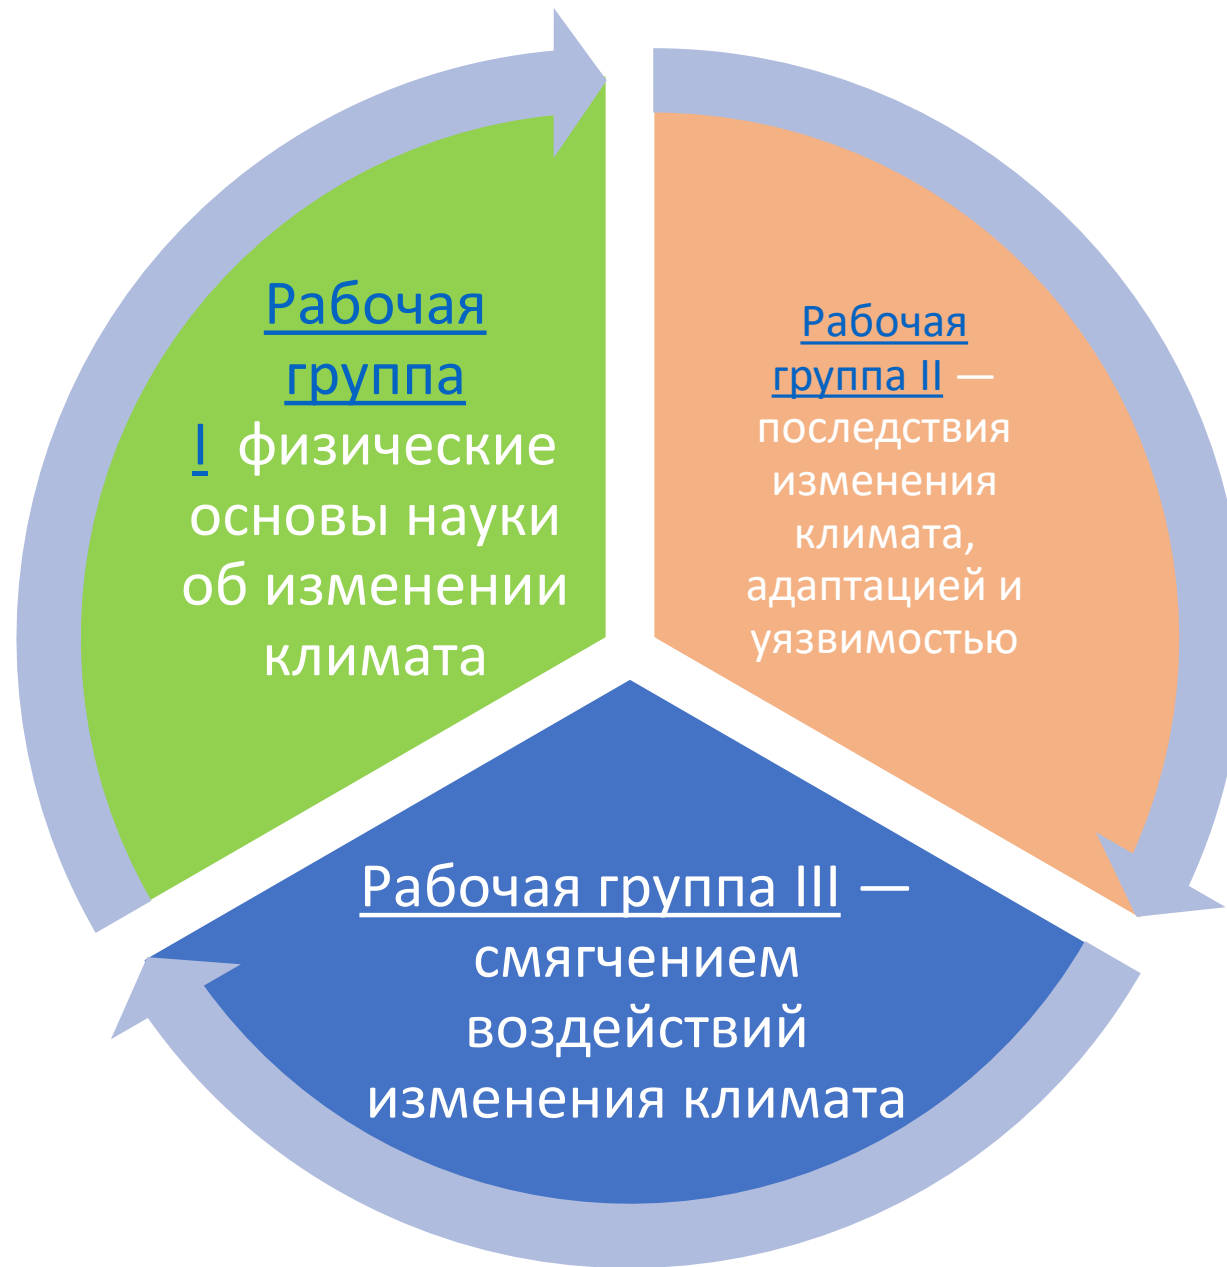 Рабочая
группа
I физические
основы науки
об изменении
климата
Рабочая
группа II —
последствия
изменения
климата,
адаптацией и
уязвимостью
Рабочая группа III —
смягчением
воздействий
изменения климата